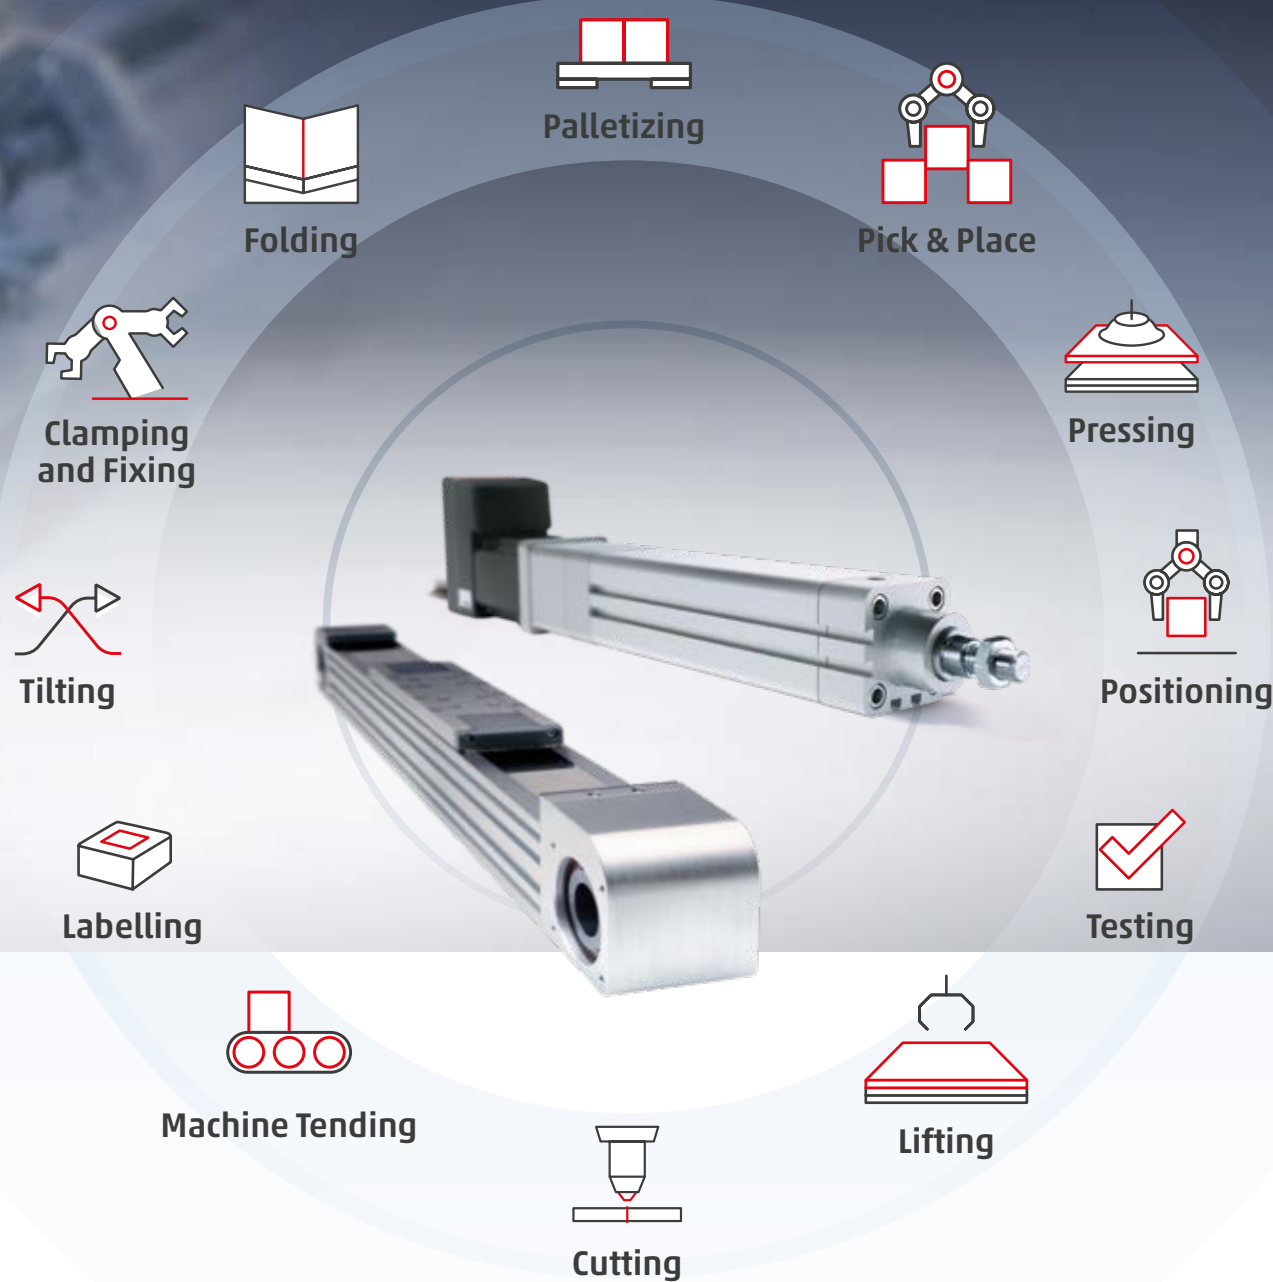 Palletizing
Folding
Pick & Place
Clamping
and Fixing
Pressing
Tilting
Positioning
Labelling
Testing
Machine Tending
Lifting
Cutting